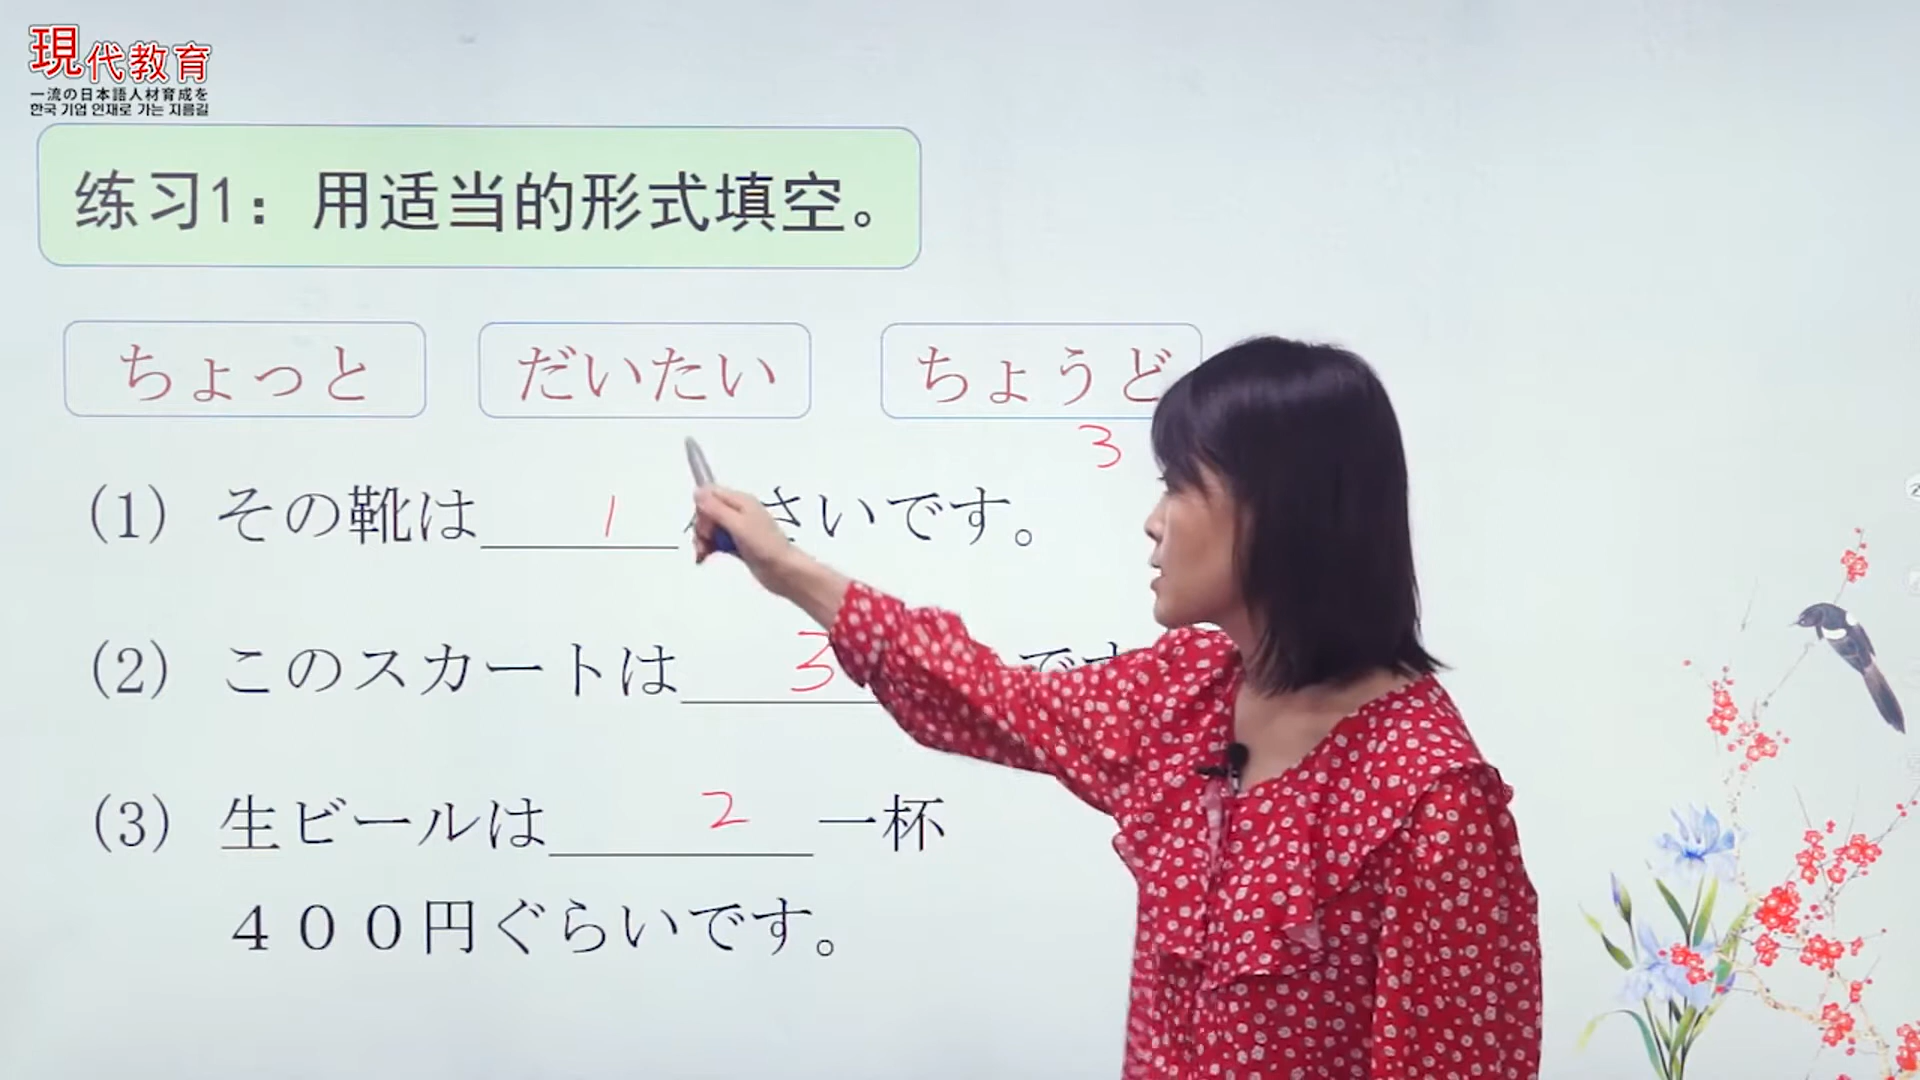 現代教育
一流の日本語人材育成を
한국 기업 인재로 가는 지름길
练习1：用适当的形式填空。
ちょっと だいたい ちょうど
3
(1) その靴は 1 さいです。
(2) このスカートは 3 です
(3) 生ビールは 2 一杯
４００円ぐらいです。